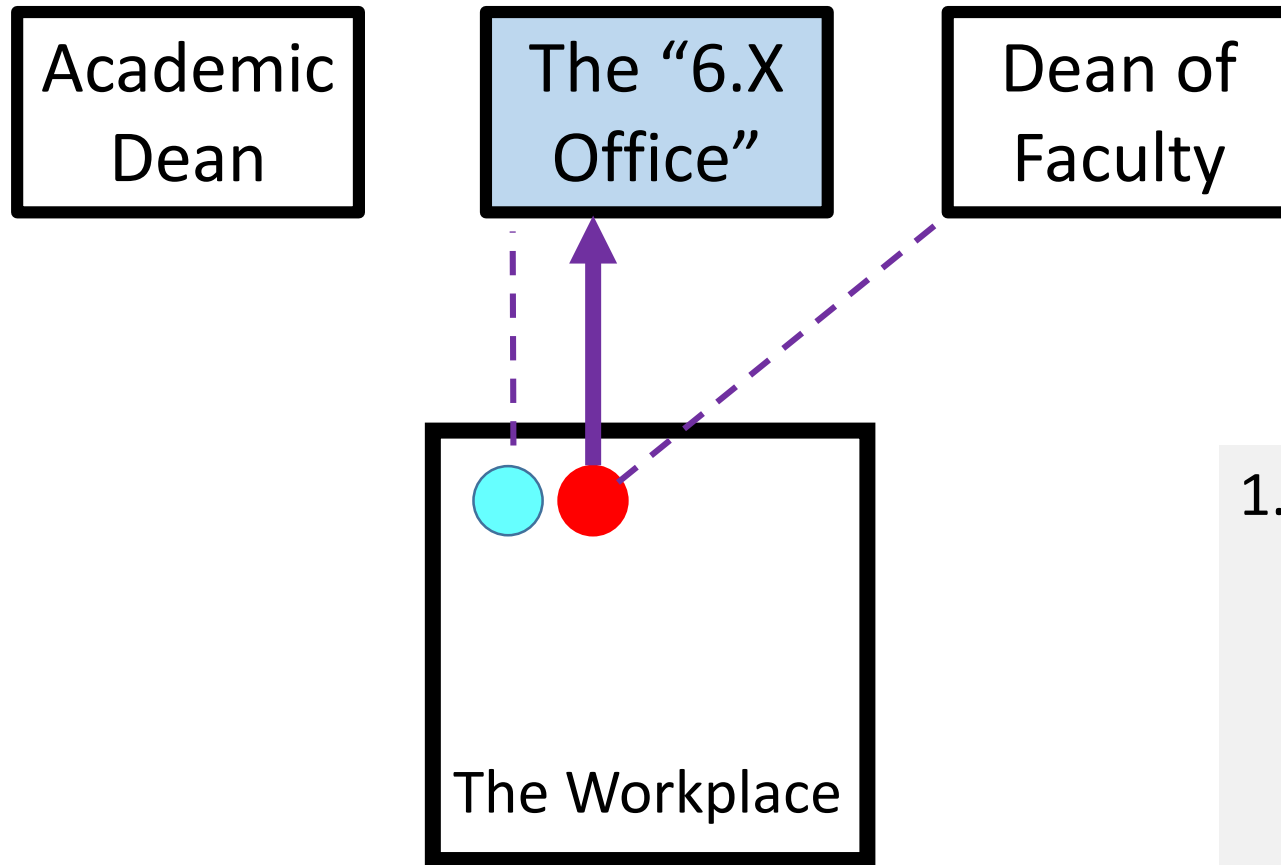 Academic
Dean
The “6.X
Office”
Dean of
Faculty
1.
The Workplace